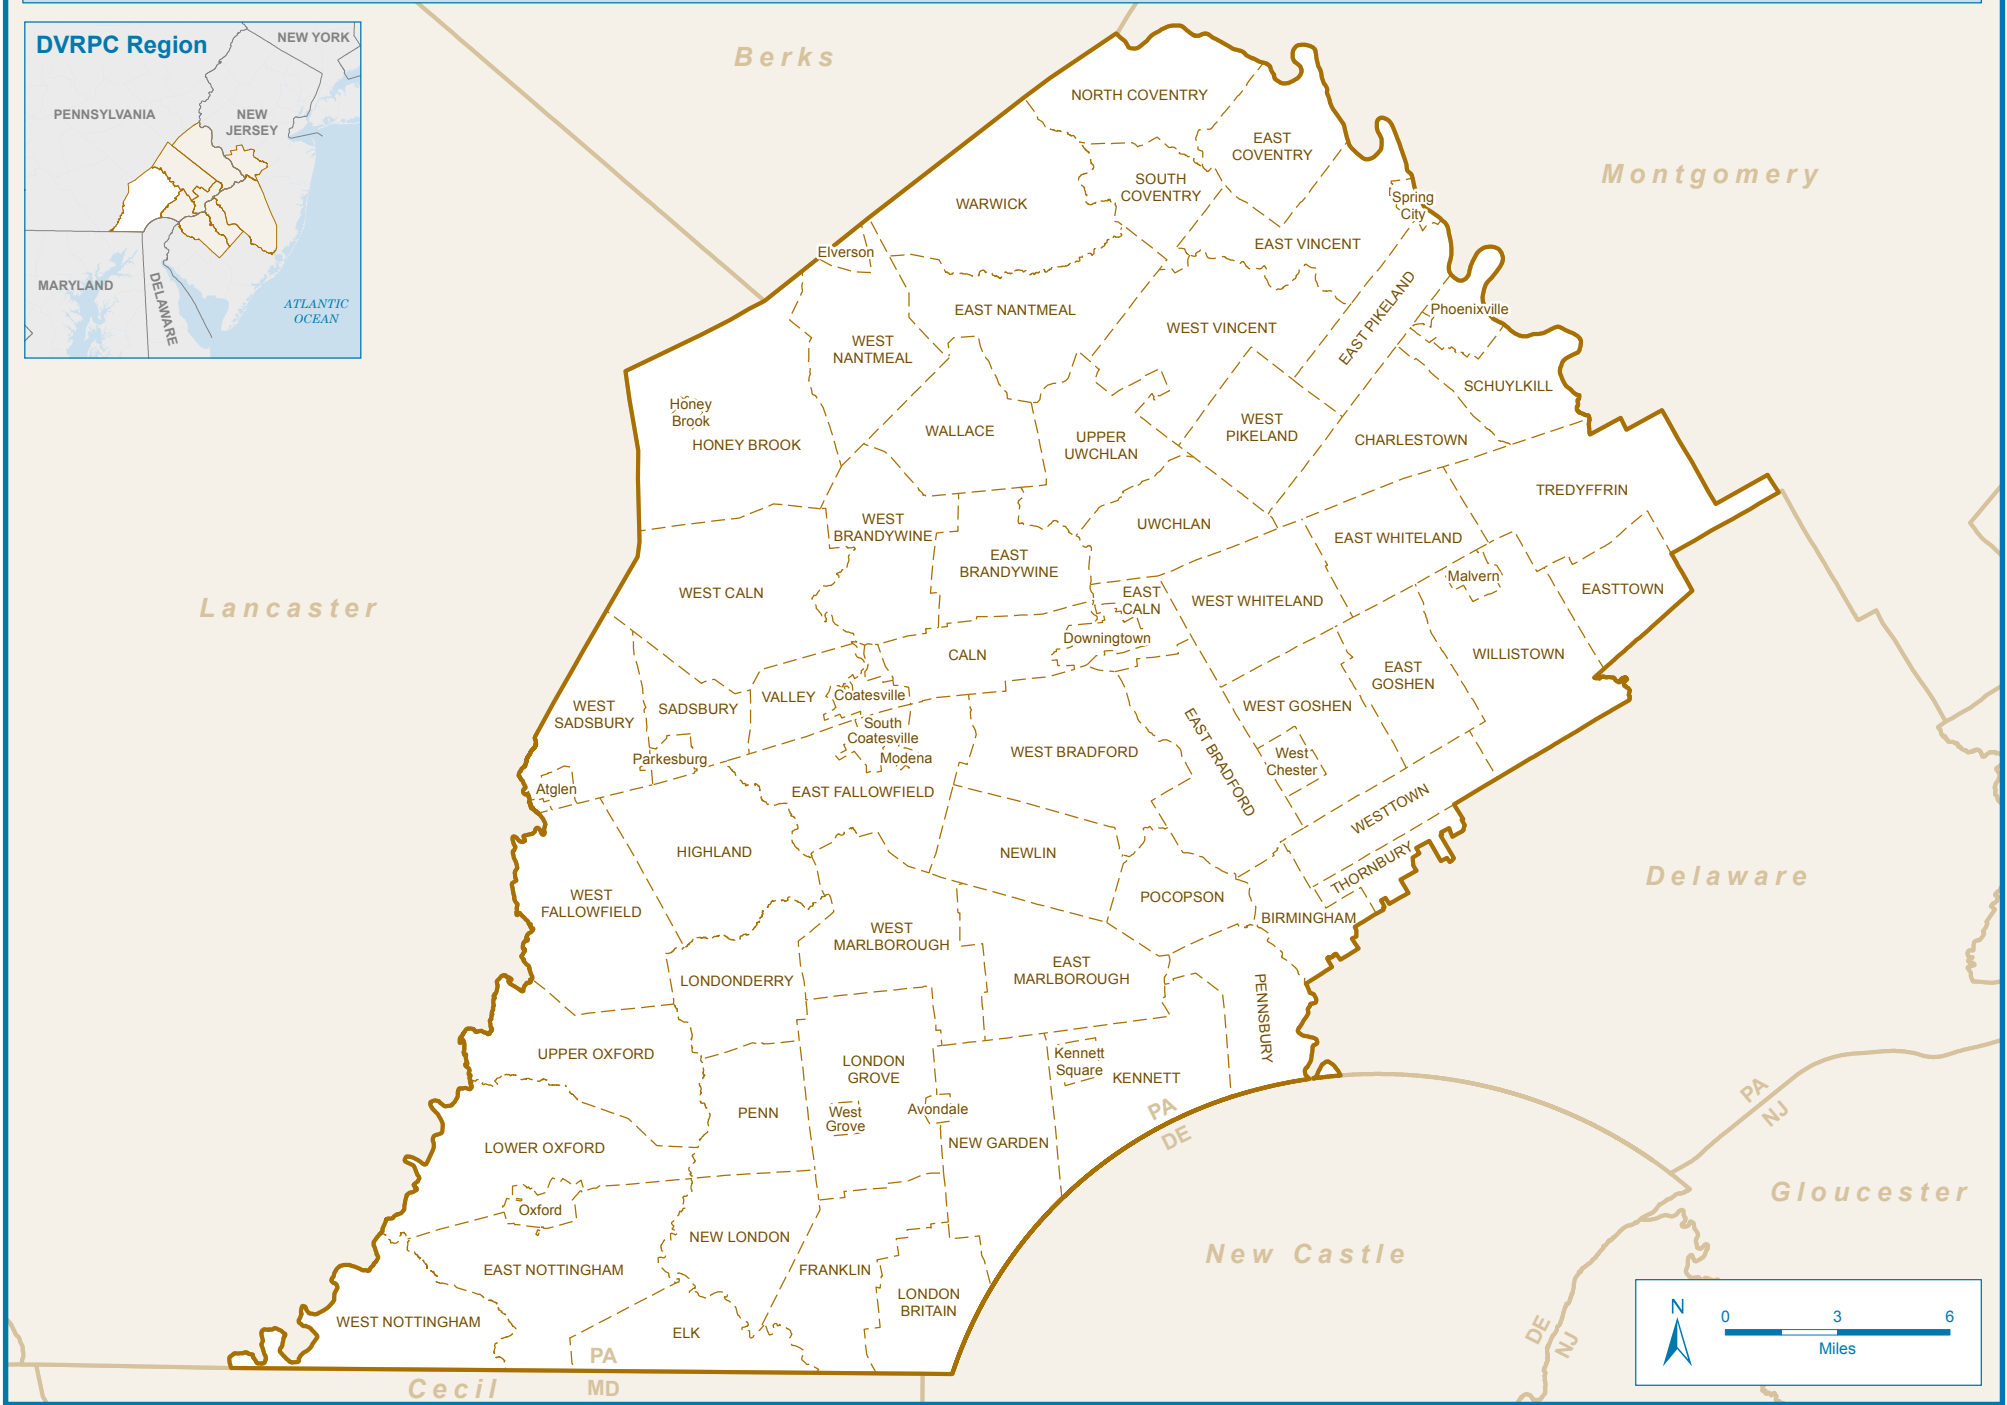 DVRPC Region
NEW YORK
PENNSYLVANIA
NEW
JERSEY
MARYLAND
DELAWARE
ATLANTIC
OCEAN
Berks
Montgomery
Lancaster
Delaware
Gloucester
New Castle
Cecil
NORTH COVENTRY
EAST
COVENTRY
SOUTH
COVENTRY
WARWICK
Spring
City
EAST VINCENT
Elverson
EAST NANTMEAL
EAST PIKELAND
Phoenixville
WEST VINCENT
WEST
NANTMEAL
SCHUYLKILL
Honey
Brook
HONEY BROOK
WALLACE
UPPER
UWCHLAN
WEST
PIKELAND
CHARLESTOWN
TREDYFFRIN
WEST
BRANDYWINE
UWCHLAN
EAST WHITELAND
EAST
BRANDYWINE
Malvern
EASTTOWN
WEST CALN
EAST
CALN
WEST WHITELAND
Downingtown
CALN
WILLISTOWN
EAST
GOSHEN
VALLEY
Coatesville
WEST
SADSBURY
SADSBURY
WEST GOSHEN
South
Coatesville
EAST BRADFORD
WEST BRADFORD
Modena
Parkesburg
West
Chester
Atglen
EAST FALLOWFIELD
WESTTOWN
HIGHLAND
NEWLIN
THORNBURY
WEST
FALLOWFIELD
POCOPSON
BIRMINGHAM
WEST
MARLBOROUGH
EAST
MARLBOROUGH
LONDONDERRY
PENNSBURY
UPPER OXFORD
LONDON
GROVE
Kennett
Square
KENNETT
PENN
West
Grove
Avondale
NEW GARDEN
LOWER OXFORD
Oxford
NEW LONDON
EAST NOTTINGHAM
FRANKLIN
LONDON
BRITAIN
WEST NOTTINGHAM
ELK
PA
MD
PA
DE
PA
NJ
DE
NJ
N
0
3
6
Miles